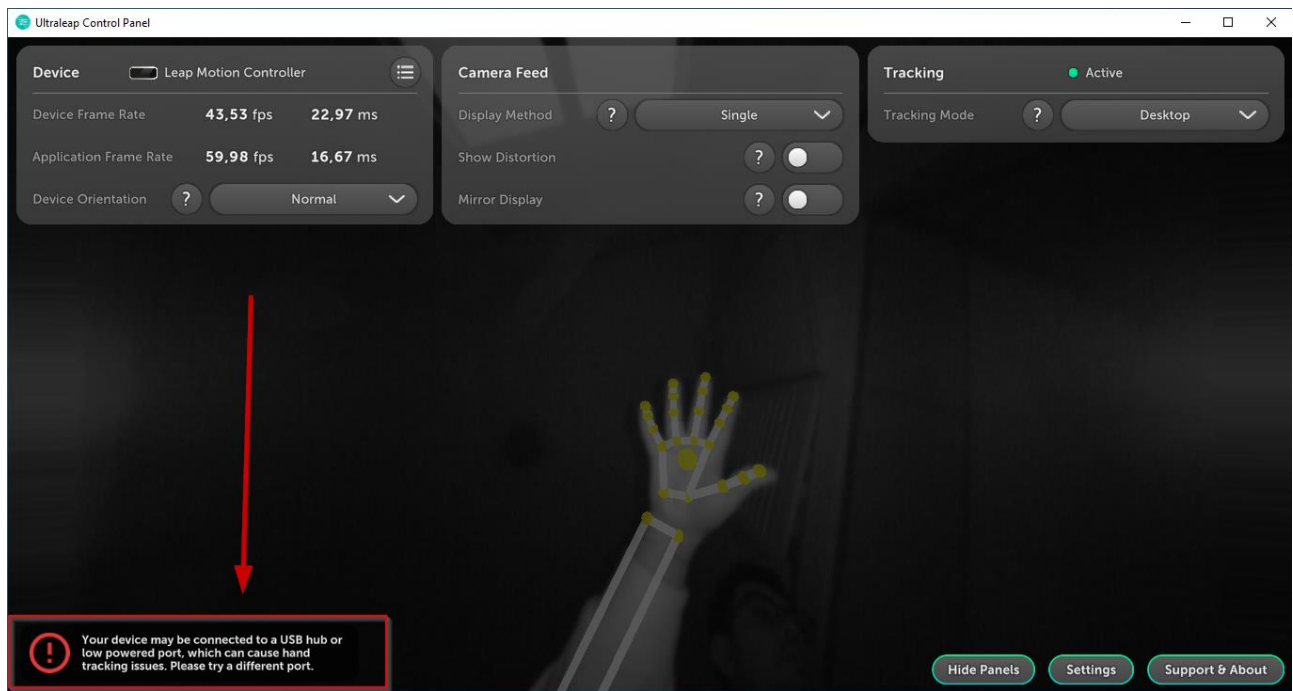 Ultraleap Control Panel
Device
Leap Motion Controller
Device Frame Rate 43,53 fps 22,97 ms
Application Frame Rate 59,98 fps 16,67 ms
Device Orientation ? Normal
Camera Feed
Display Method ? Single
Show Distortion ?
Mirror Display ?
Tracking Active
Tracking Mode ? Desktop
Your device may be connected to a USB hub or
low powered port, which can cause hand
tracking issues. Please try a different port.
Hide Panels
Settings
Support & About